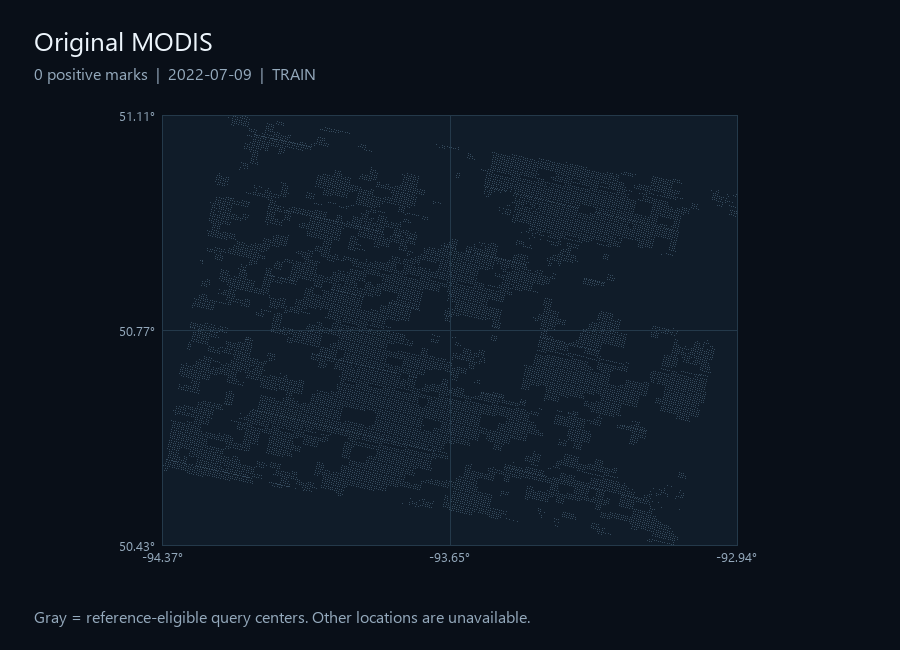 Original MODIS
0 positive marks | 2022-07-09 | TRAIN
51.11°
50.77°
50.43°
-94.37°
-93.65°
-92.94°
Gray = reference-eligible query centers. Other locations are unavailable.